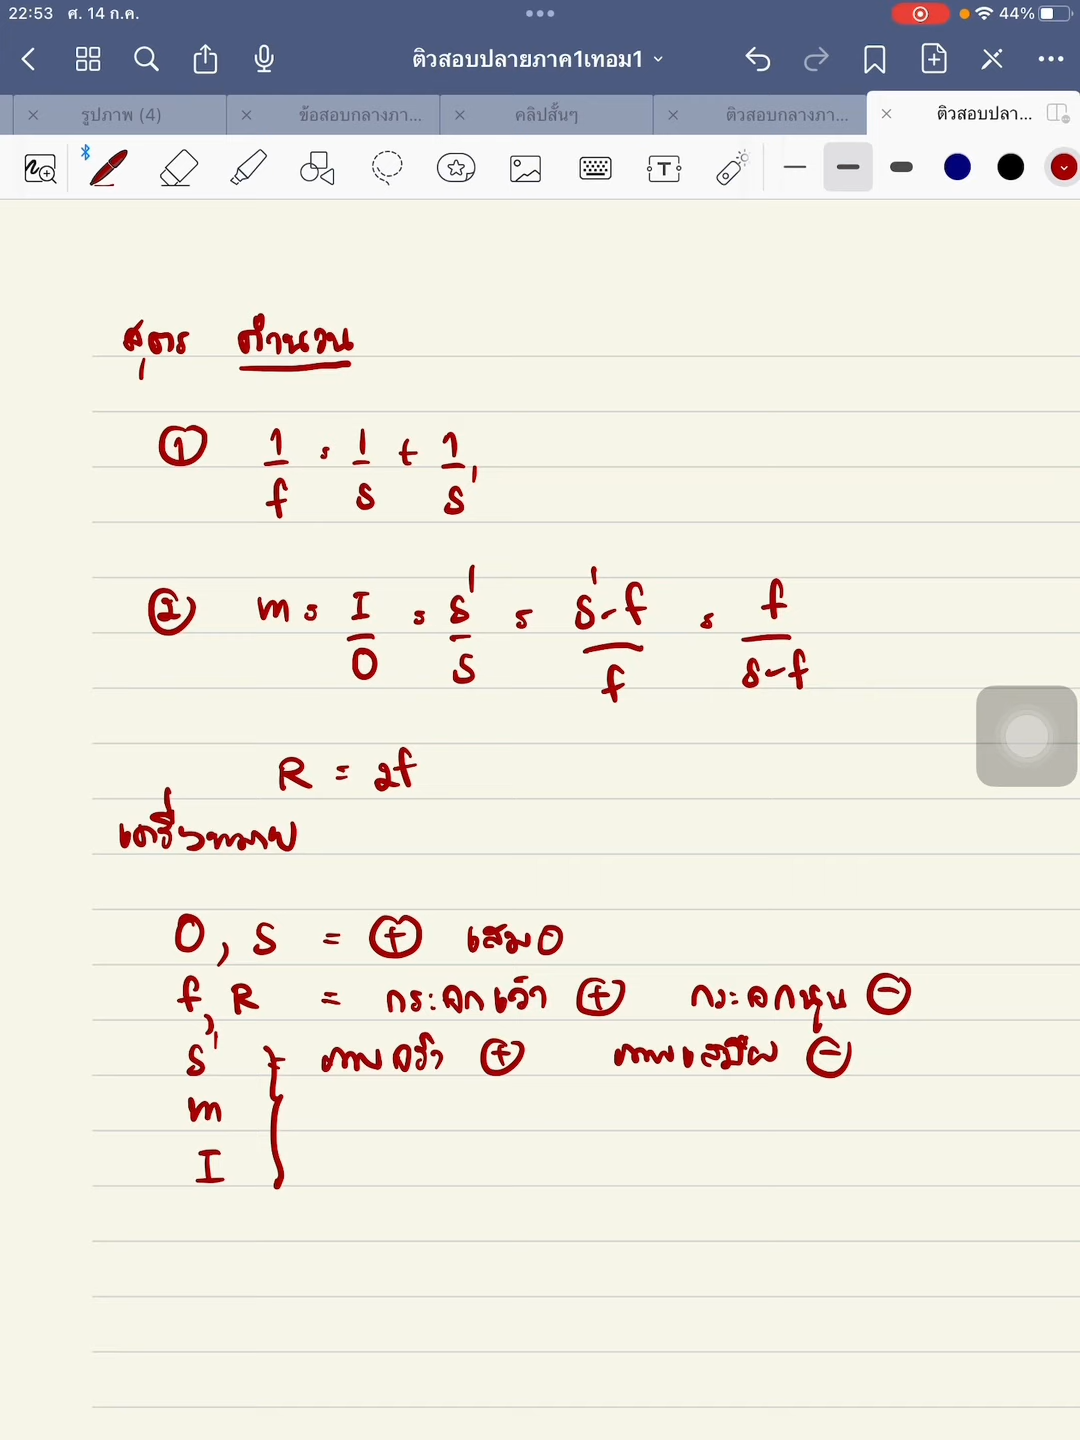 22:53 ศ. 14 ก.ค. 44%
ติวสอบปลายภาค1เทอม1
รูปภาพ (4) ข้อสอบกลางภา... คลิปสั้นๆ ติวสอบกลางภา... ติวสอบปลา...
สูตร คำนวน
① 1/f = 1/s + 1/s'
② m = I/O = s'/s = s'-f/f = f/s-f
R = 2f
เครื่องหมาย
O, S = ⊕ เสมอ
f, R = กระจกเว้า ⊕ กระจกนูน ⊖
s' = ภาพจริง ⊕ ภาพเสมือน ⊖
m
I